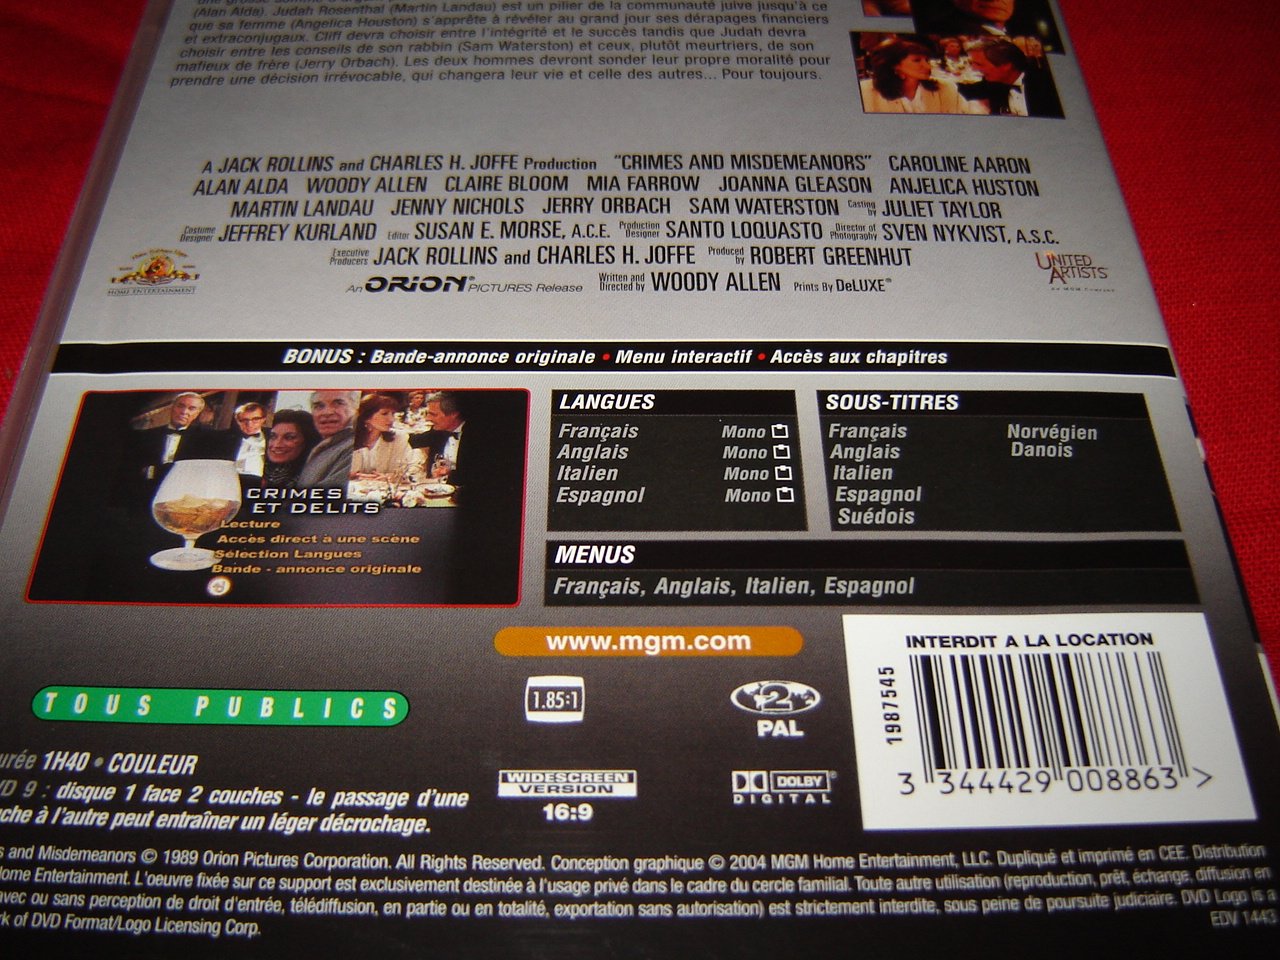 (Alan Alda). Judah Rosenthal (Martin Landau) est un pilier de la communauté juive jusqu'à ce
que sa femme (Angelica Houston) s'apprête à révéler au grand jour ses dérapages financiers
et extraconjugaux. Cliff devra choisir entre l'intégrité et le succès tandis que Judah devra
choisir entre les conseils de son rabbin (Sam Waterston) et ceux, plutôt meurtriers, de son
mafieux de frère (Jerry Orbach). Les deux hommes devront sonder leur propre moralité pour
prendre une décision irrévocable, qui changera leur vie et celle des autres... Pour toujours.
A JACK ROLLINS and CHARLES H. JOFFE Production "CRIMES AND MISDEMEANORS" CAROLINE AARON
ALAN ALDA WOODY ALLEN CLAIRE BLOOM MIA FARROW JOANNA GLEASON ANJELICA HUSTON
MARTIN LANDAU JENNY NICHOLS JERRY ORBACH SAM WATERSTON Casting by JULIET TAYLOR
Costume Designer JEFFREY KURLAND Editor SUSAN E. MORSE, A.C.E. Production Designer SANTO LOQUASTO Director of Photography SVEN NYKVIST, A.S.C.
Executive Producers JACK ROLLINS and CHARLES H. JOFFE Produced by ROBERT GREENHUT
An ORION PICTURES Release Written and Directed by WOODY ALLEN Prints By DeLUXE®
HOME ENTERTAINMENT
UNITED ARTISTS
BONUS : Bande-annonce originale • Menu interactif • Accès aux chapitres
CRIMES
ET DELITS
Lecture
Accès direct à une scène
Sélection Langues
Bande - annonce originale
LANGUES
Français Mono
Anglais Mono
Italien Mono
Espagnol Mono
SOUS-TITRES
Français Norvégien
Anglais Danois
Italien
Espagnol
Suédois
MENUS
Français, Anglais, Italien, Espagnol
www.mgm.com
TOUS PUBLICS
1.85:1
2
PAL
INTERDIT A LA LOCATION
1987545
3 344429 008863 >
urée 1H40 • COULEUR
VD 9 : disque 1 face 2 couches - le passage d'une
uche à l'autre peut entraîner un léger décrochage.
WIDESCREEN
VERSION
16:9
DOLBY
DIGITAL
s and Misdemeanors © 1989 Orion Pictures Corporation. All Rights Reserved. Conception graphique © 2004 MGM Home Entertainment, LLC. Dupliqué et imprimé en CEE. Distribution
ome Entertainment. L'oeuvre fixée sur ce support est exclusivement destinée à l'usage privé dans le cadre du cercle familial. Toute autre utilisation (reproduction, prêt, échange, diffusion en
avec ou sans perception de droit d'entrée, télédiffusion, en partie ou en totalité, exportation sans autorisation) est strictement interdite, sous peine de poursuite judiciaire. DVD Logo is a
rk of DVD Format/Logo Licensing Corp.
EDV 1443